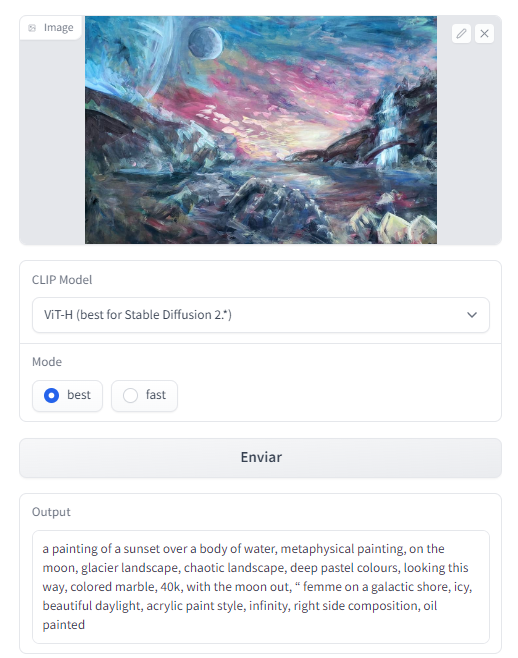 Image
CLIP Model
ViT-H (best for Stable Diffusion 2.*)
Mode
best
fast
Enviar
Output
a painting of a sunset over a body of water, metaphysical painting, on the
moon, glacier landscape, chaotic landscape, deep pastel colours, looking this
way, colored marble, 40k, with the moon out, “ femme on a galactic shore, icy,
beautiful daylight, acrylic paint style, infinity, right side composition, oil
painted